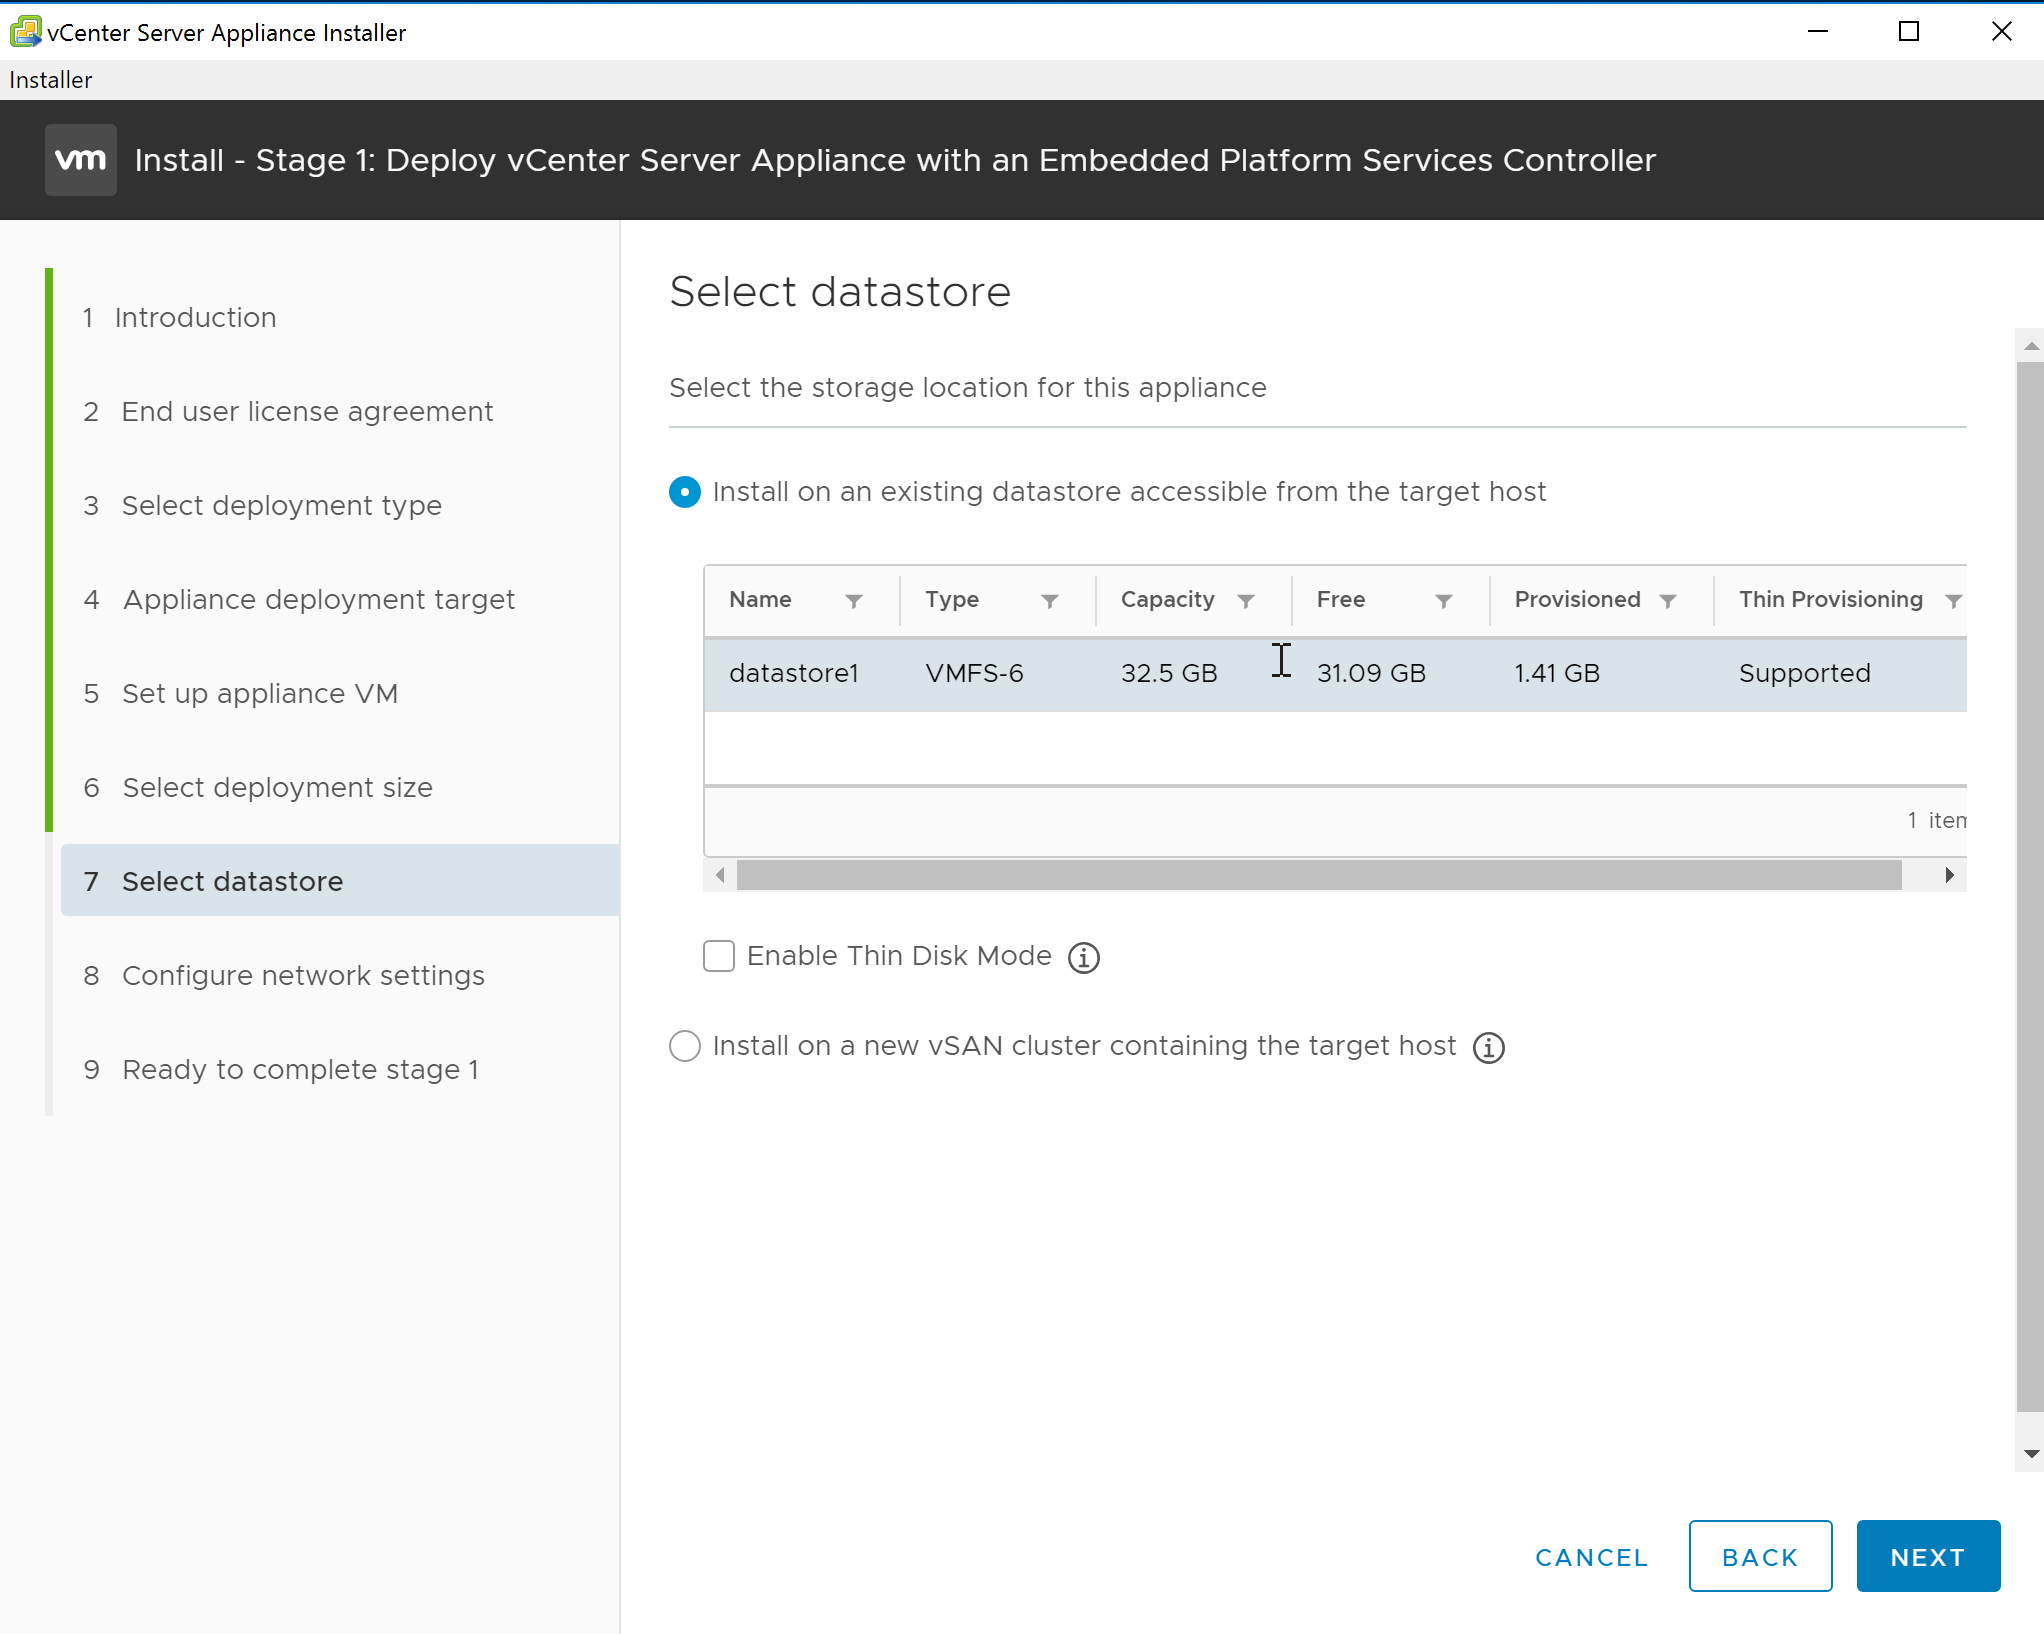 vCenter Server Appliance Installer
Installer
vm Install - Stage 1: Deploy vCenter Server Appliance with an Embedded Platform Services Controller
1 Introduction
2 End user license agreement
3 Select deployment type
4 Appliance deployment target
5 Set up appliance VM
6 Select deployment size
7 Select datastore
8 Configure network settings
9 Ready to complete stage 1
Select datastore
Select the storage location for this appliance
Install on an existing datastore accessible from the target host
Name Type Capacity Free Provisioned Thin Provisioning
datastore1 VMFS-6 32.5 GB 31.09 GB 1.41 GB Supported
1 item
Enable Thin Disk Mode
Install on a new vSAN cluster containing the target host
CANCEL BACK NEXT